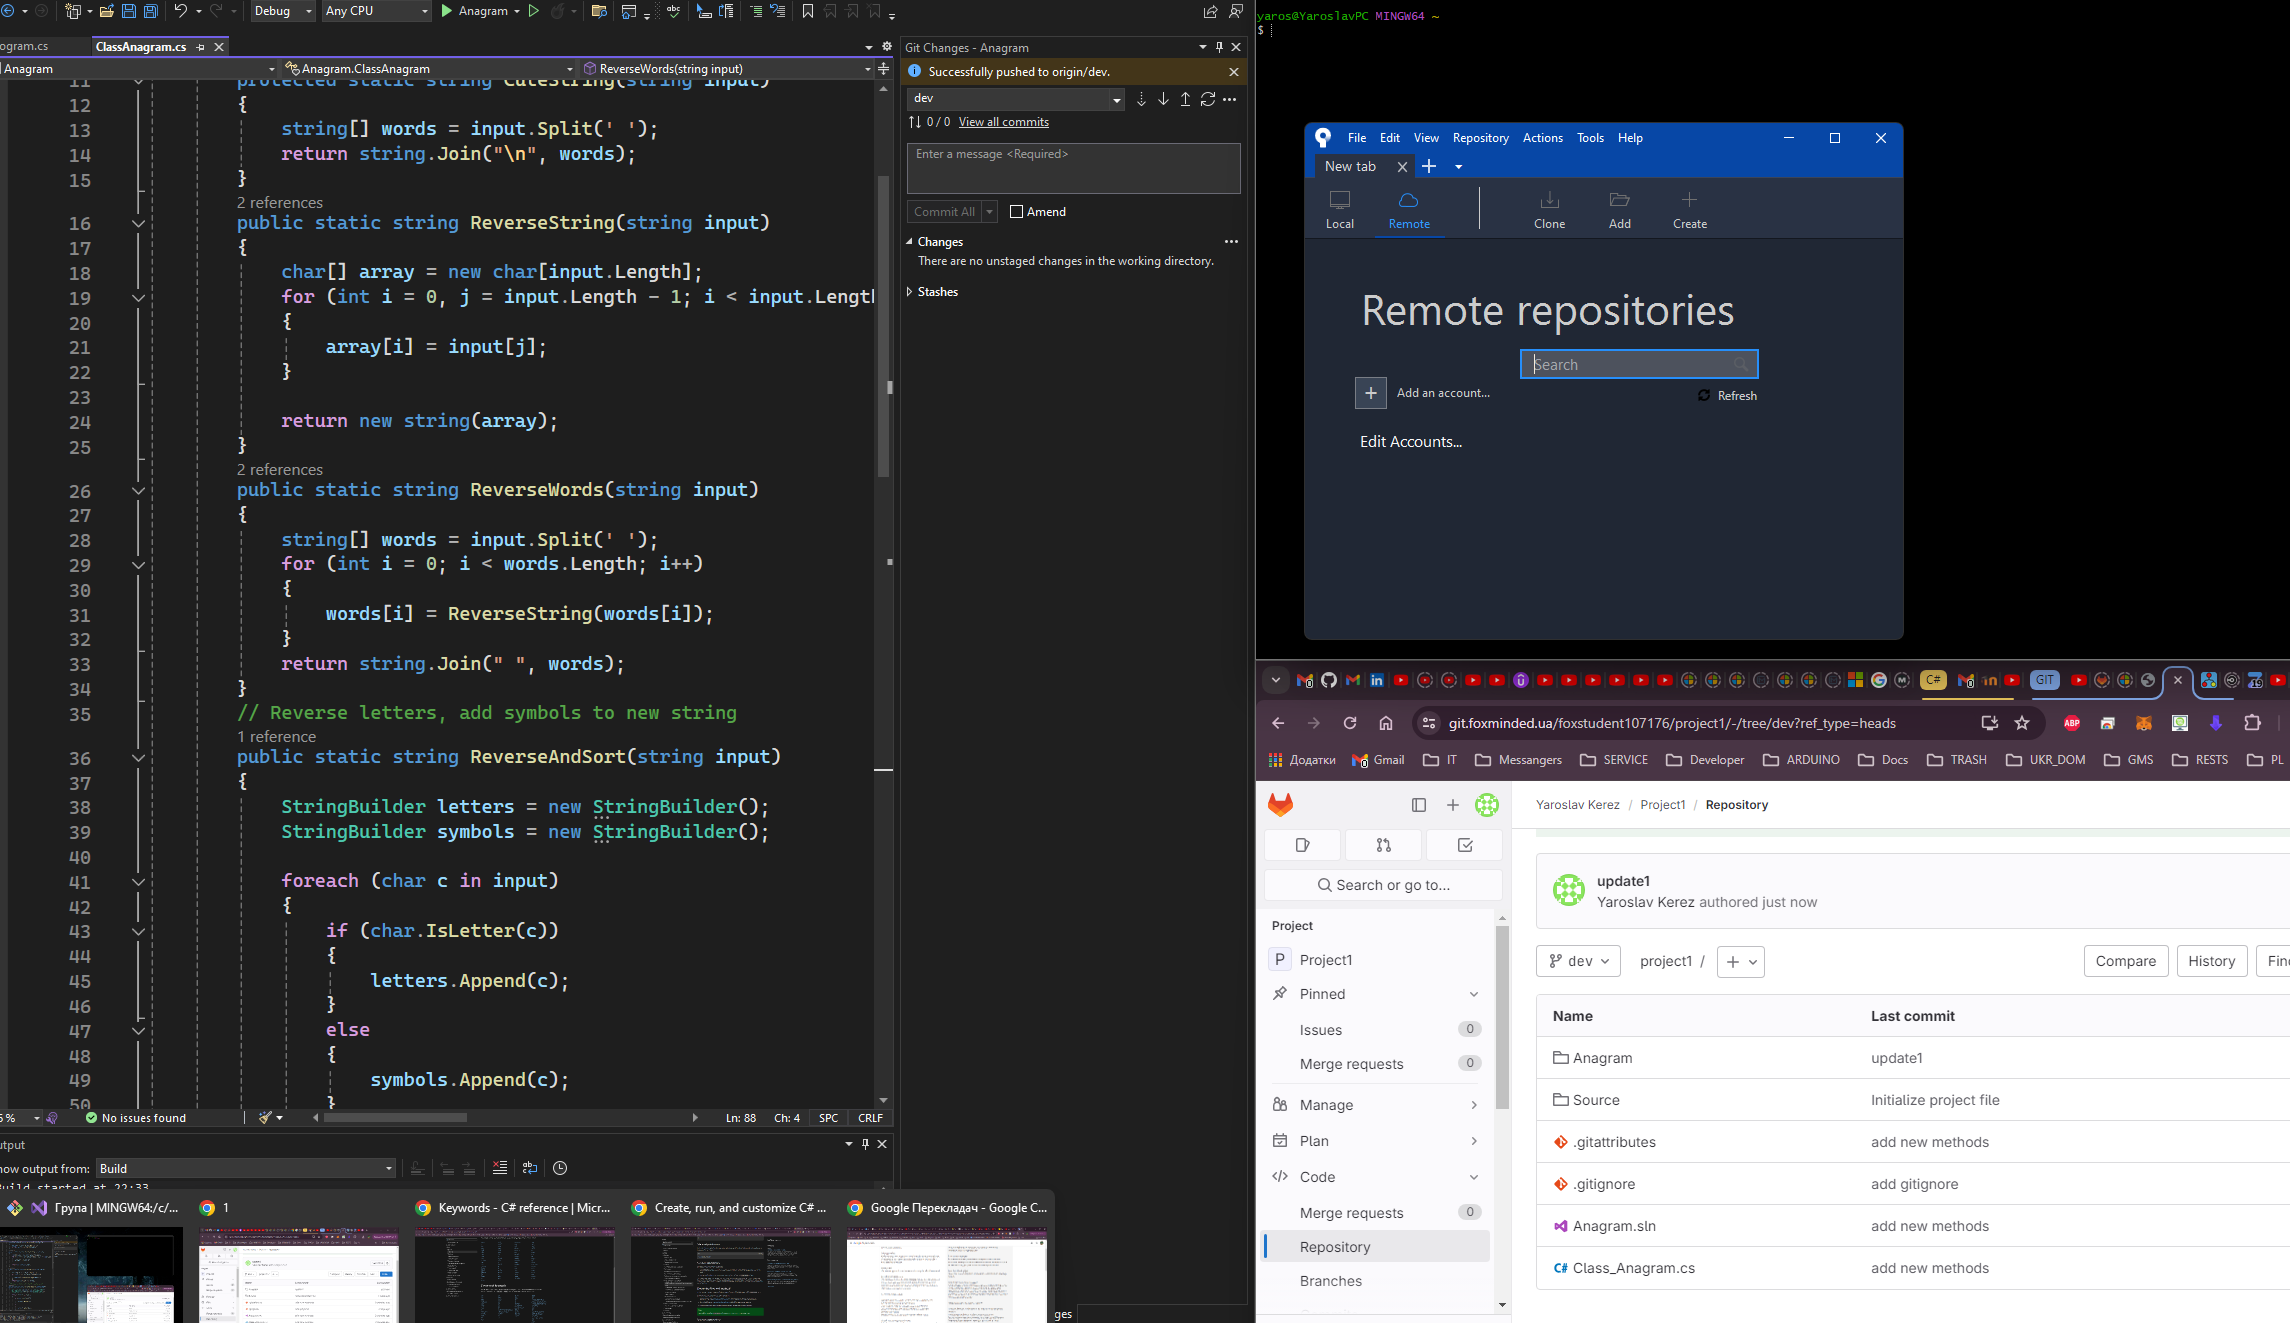 Debug
Any CPU
Anagram
ogram.cs
ClassAnagram.cs
Anagram
Anagram.ClassAnagram
ReverseWords(string input)
11 protected static string CuteString(string input)
12 {
13 string[] words = input.Split(' ');
14 return string.Join("\n", words);
15 }
2 references
16 public static string ReverseString(string input)
17 {
18 char[] array = new char[input.Length];
19 for (int i = 0, j = input.Length - 1; i < input.Length
20 {
21 array[i] = input[j];
22 }
23
24 return new string(array);
25 }
2 references
26 public static string ReverseWords(string input)
27 {
28 string[] words = input.Split(' ');
29 for (int i = 0; i < words.Length; i++)
30 {
31 words[i] = ReverseString(words[i]);
32 }
33 return string.Join(" ", words);
34 }
35 // Reverse letters, add symbols to new string
1 reference
36 public static string ReverseAndSort(string input)
37 {
38 StringBuilder letters = new StringBuilder();
39 StringBuilder symbols = new StringBuilder();
40
41 foreach (char c in input)
42 {
43 if (char.IsLetter(c))
44 {
45 letters.Append(c);
46 }
47 else
48 {
49 symbols.Append(c);
50 }
No issues found
Ln: 88 Ch: 4 SPC CRLF
utput
how output from: Build
Build started at 22:33
Група | MINGW64:/c/...
1
Keywords - C# reference | Micr...
Create, run, and customize C# ...
Google Перекладач - Google C...
ges
Git Changes - Anagram
Successfully pushed to origin/dev.
dev
0 / 0 View all commits
Enter a message <Required>
Commit All
Amend
Changes
There are no unstaged changes in the working directory.
Stashes
yaros@YaroslavPC MINGW64 ~
$
File Edit View Repository Actions Tools Help
New tab
Local
Remote
Clone
Add
Create
Remote repositories
Search
Add an account...
Refresh
Edit Accounts...
C#
GIT
git.foxminded.ua/foxstudent107176/project1/-/tree/dev?ref_type=heads
ABP
Додатки
Gmail
IT
Messangers
SERVICE
Developer
ARDUINO
Docs
TRASH
UKR_DOM
GMS
RESTS
PL
Search or go to...
Project
P Project1
Pinned
Issues 0
Merge requests 0
Manage
Plan
Code
Merge requests 0
Repository
Branches
Yaroslav Kerez / Project1 / Repository
update1
Yaroslav Kerez authored just now
dev
project1 /
Compare
History
Fin
Name Last commit
Anagram update1
Source Initialize project file
.gitattributes add new methods
.gitignore add gitignore
Anagram.sln add new methods
C# Class_Anagram.cs add new methods